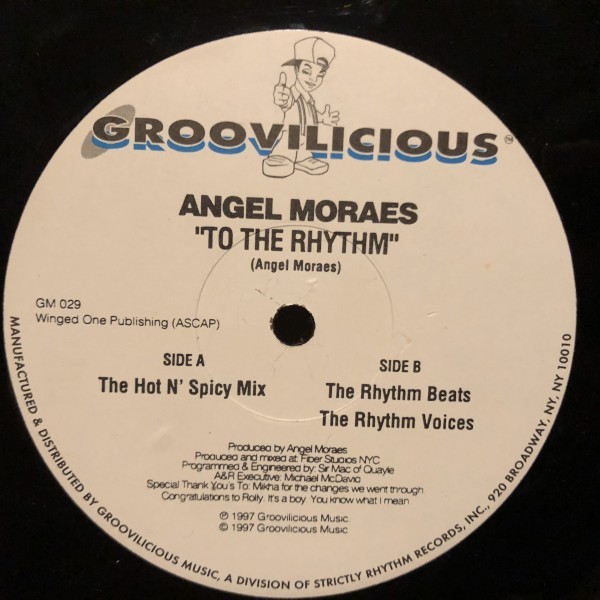 GROOVILICIOUS
ANGEL MORAES
"TO THE RHYTHM"
(Angel Moraes)
GM 029
Winged One Publishing (ASCAP)
SIDE A
The Hot N' Spicy Mix
SIDE B
The Rhythm Beats
The Rhythm Voices
Produced by Angel Moraes
Produced and mixed at: Fiber Studios NYC
Programmed & Engineered by: Sir Mac of Quayle
A&R Executive: Michael McDavid
Special Thank You's To: Mikha for the changes we went through
Congratulations to Rolly. It's a boy. You know what I mean
℗ 1997 Groovilicious Music.
© 1997 Groovilicious Music.
MANUFACTURED & DISTRIBUTED BY GROOVILICIOUS MUSIC, A DIVISION OF STRICTLY RHYTHM RECORDS, INC., 920 BROADWAY, NY, NY 10010